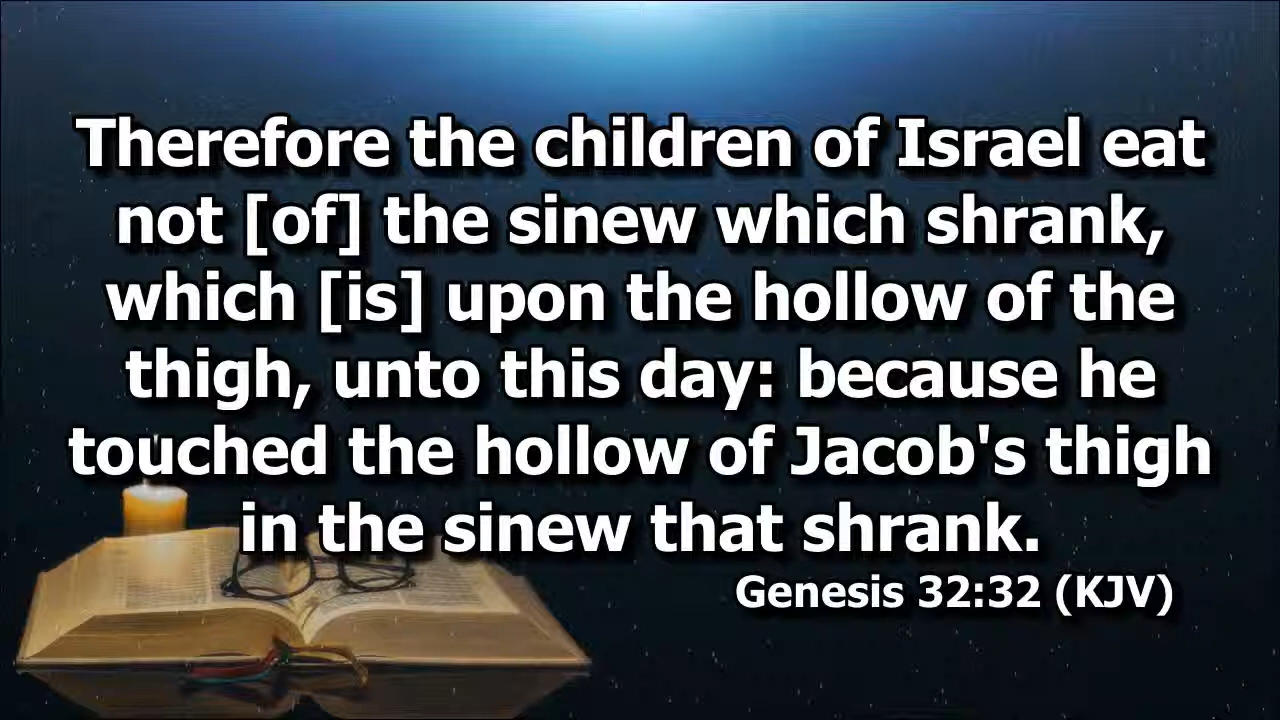 Therefore the children of Israel eat
not [of] the sinew which shrank,
which [is] upon the hollow of the
thigh, unto this day: because he
touched the hollow of Jacob's thigh
in the sinew that shrank.
Genesis 32:32 (KJV)